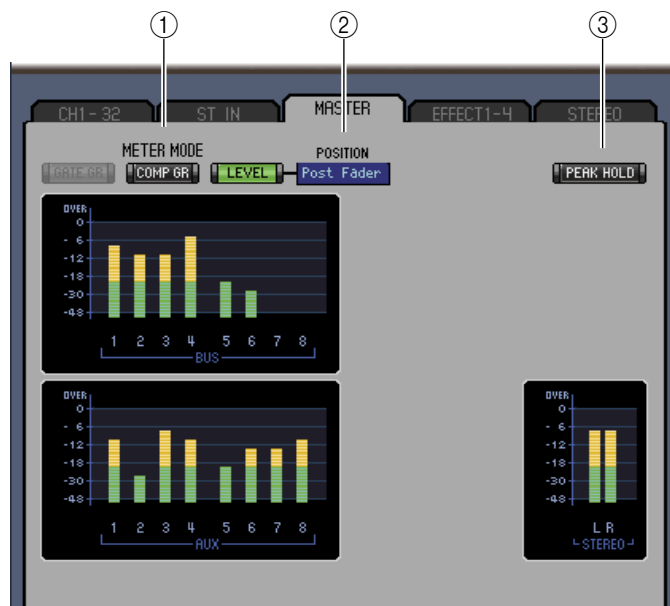 ① ② ③
CH1-32 ST IN MASTER EFFECT1-4 STEREO
METER MODE POSITION
GATE GR COMP GR LEVEL Post Fader PEAK HOLD
OVER
0
- 6
-12
-18
-30
-48
1 2 3 4 5 6 7 8
BUS
OVER
0
- 6
-12
-18
-30
-48
1 2 3 4 5 6 7 8
AUX
OVER
0
- 6
-12
-18
-30
-48
L R
STEREO